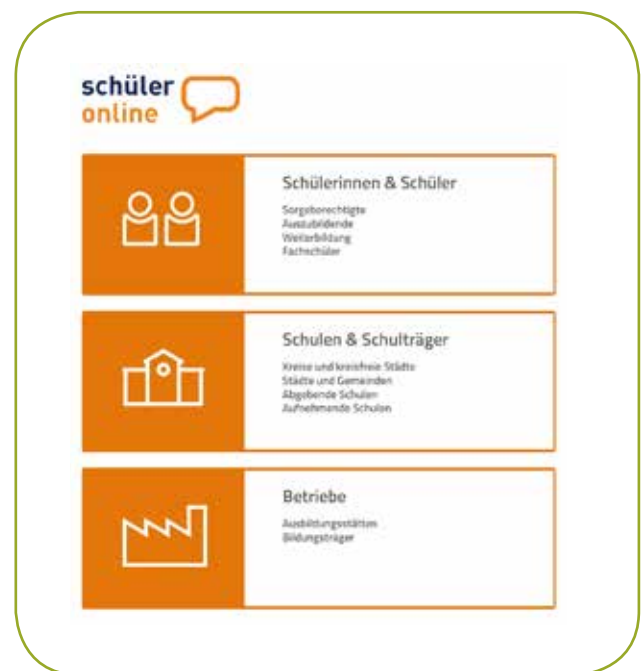 schüler
online
Schülerinnen & Schüler
Sorgeberechtigte
Auszubildende
Weiterbildung
Fachschüler
Schulen & Schulträger
Kreise und kreisfreie Städte
Städte und Gemeinden
Abgebende Schulen
Aufnehmende Schulen
Betriebe
Ausbildungsstätten
Bildungsträger